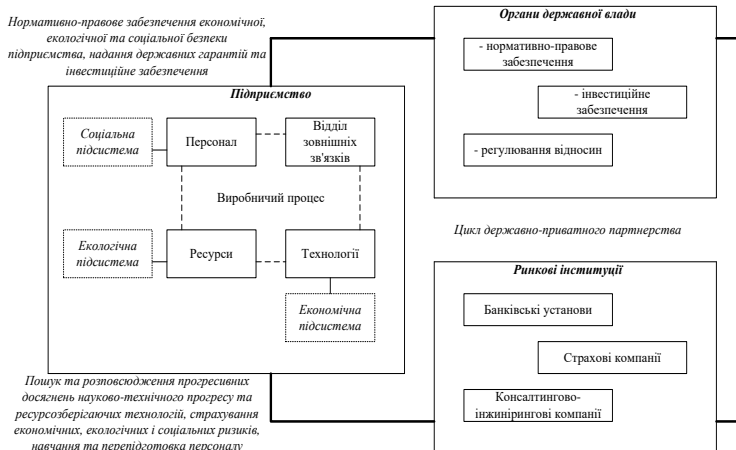 Нормативно-правове забезпечення економічної,
екологічної та соціальної безпеки
підприємства, надання державних гарантій та
інвестиційне забезпечення
Підприємство
Соціальна
підсистема
Персонал
Відділ
зовнішніх
зв'язків
Виробничий процес
Екологічна
підсистема
Ресурси
Технології
Економічна
підсистема
Пошук та розповсюдження прогресивних
досягнень науково-технічного прогресу та
ресурсозберігаючих технологій, страхування
економічних, екологічних і соціальних ризиків,
навчання та перепідготовка персоналу
Органи державної влади
- нормативно-правове
забезпечення
- інвестиційне
забезпечення
- регулювання відносин
Цикл державно-приватного партнерства
Ринкові інституції
Банківські установи
Страхові компанії
Консалтингово-
інжинірингові компанії